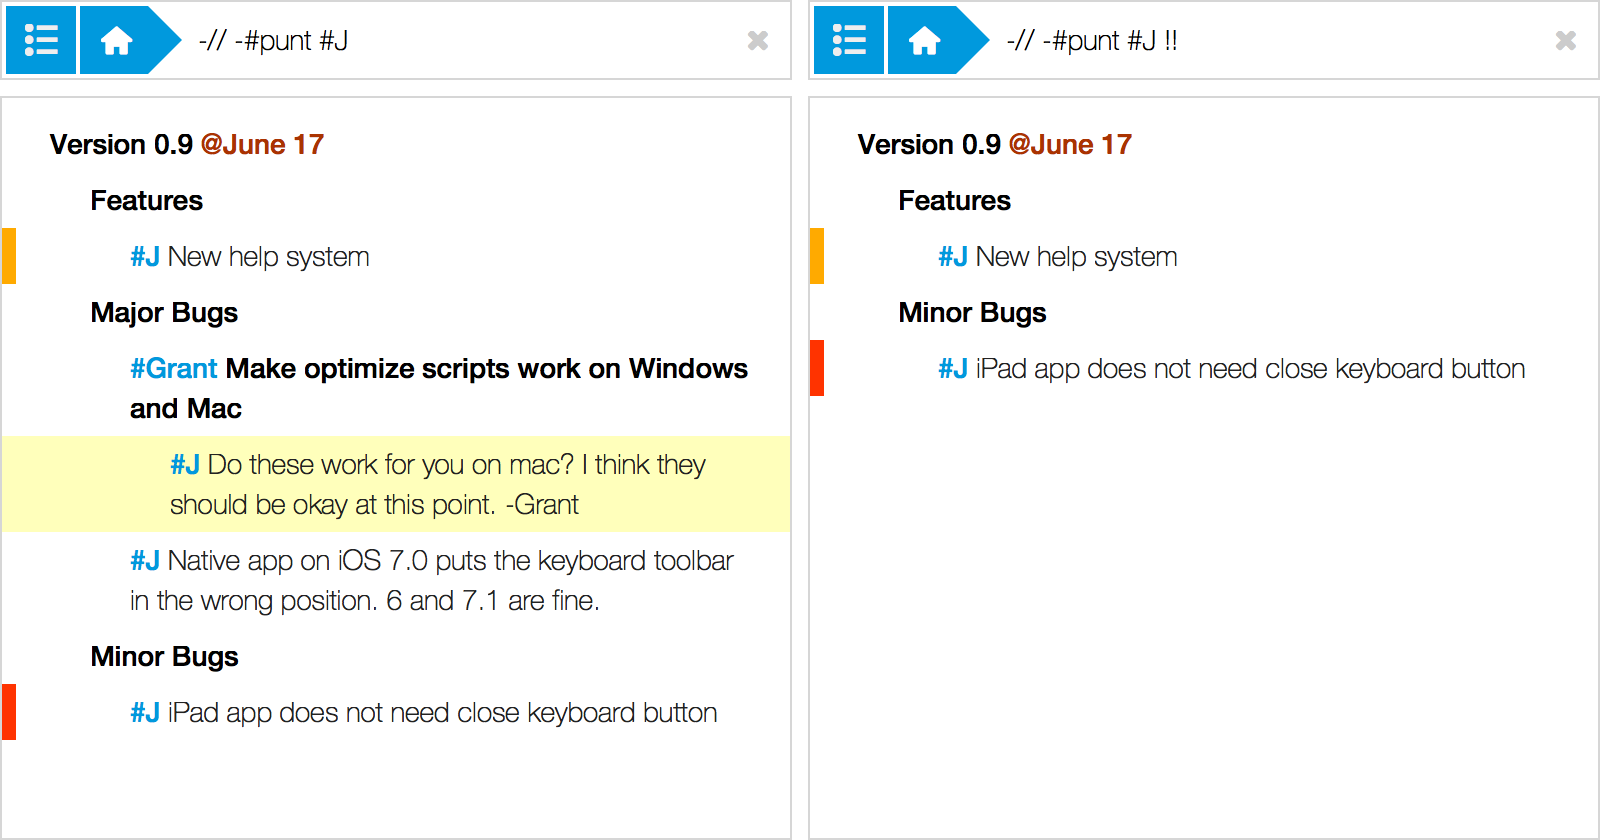 -// -#punt #J
Version 0.9 @June 17
Features
#J New help system
Major Bugs
#Grant Make optimize scripts work on Windows
and Mac
#J Do these work for you on mac? I think they
should be okay at this point. -Grant
#J Native app on iOS 7.0 puts the keyboard toolbar
in the wrong position. 6 and 7.1 are fine.
Minor Bugs
#J iPad app does not need close keyboard button
-// -#punt #J !!
Version 0.9 @June 17
Features
#J New help system
Minor Bugs
#J iPad app does not need close keyboard button